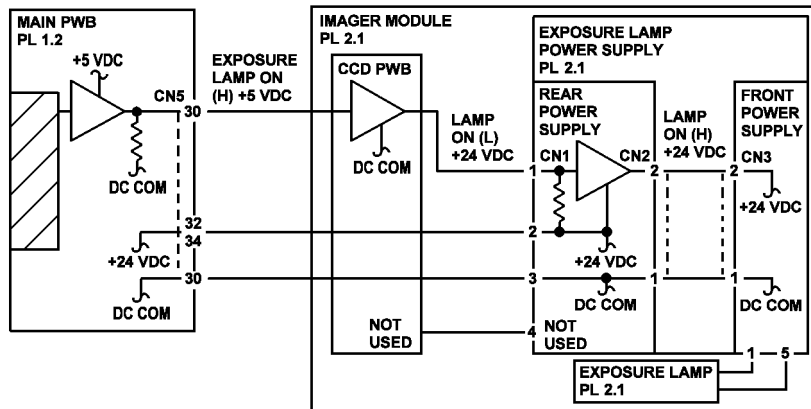 MAIN PWB
PL 1.2
+5 VDC
CN5
30
DC COM
32
34
+24 VDC
30
DC COM
EXPOSURE
LAMP ON
(H) +5 VDC
IMAGER MODULE
PL 2.1
CCD PWB
DC COM
NOT
USED
LAMP
ON (L)
+24 VDC
EXPOSURE LAMP
POWER SUPPLY
PL 2.1
REAR
POWER
SUPPLY
1
CN1
CN2
2
2
+24 VDC
3
1
DC COM
4
NOT
USED
LAMP
ON (H)
+24 VDC
FRONT
POWER
SUPPLY
2
CN3
+24 VDC
1
DC COM
1
5
EXPOSURE LAMP
PL 2.1